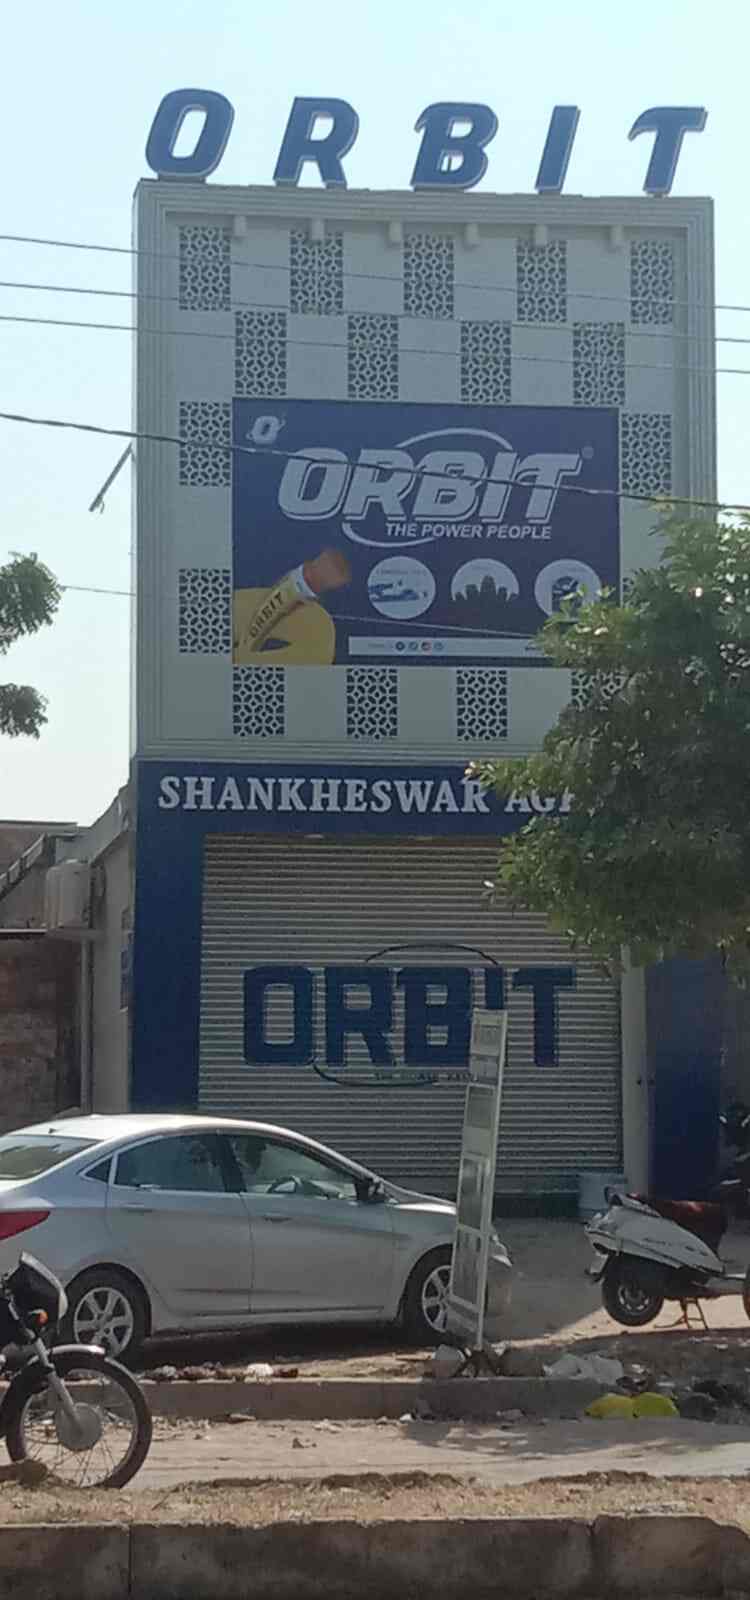 ORBIT
O
ORBIT®
THE POWER PEOPLE
ORBIT
SHANKHESWAR
ORBIT